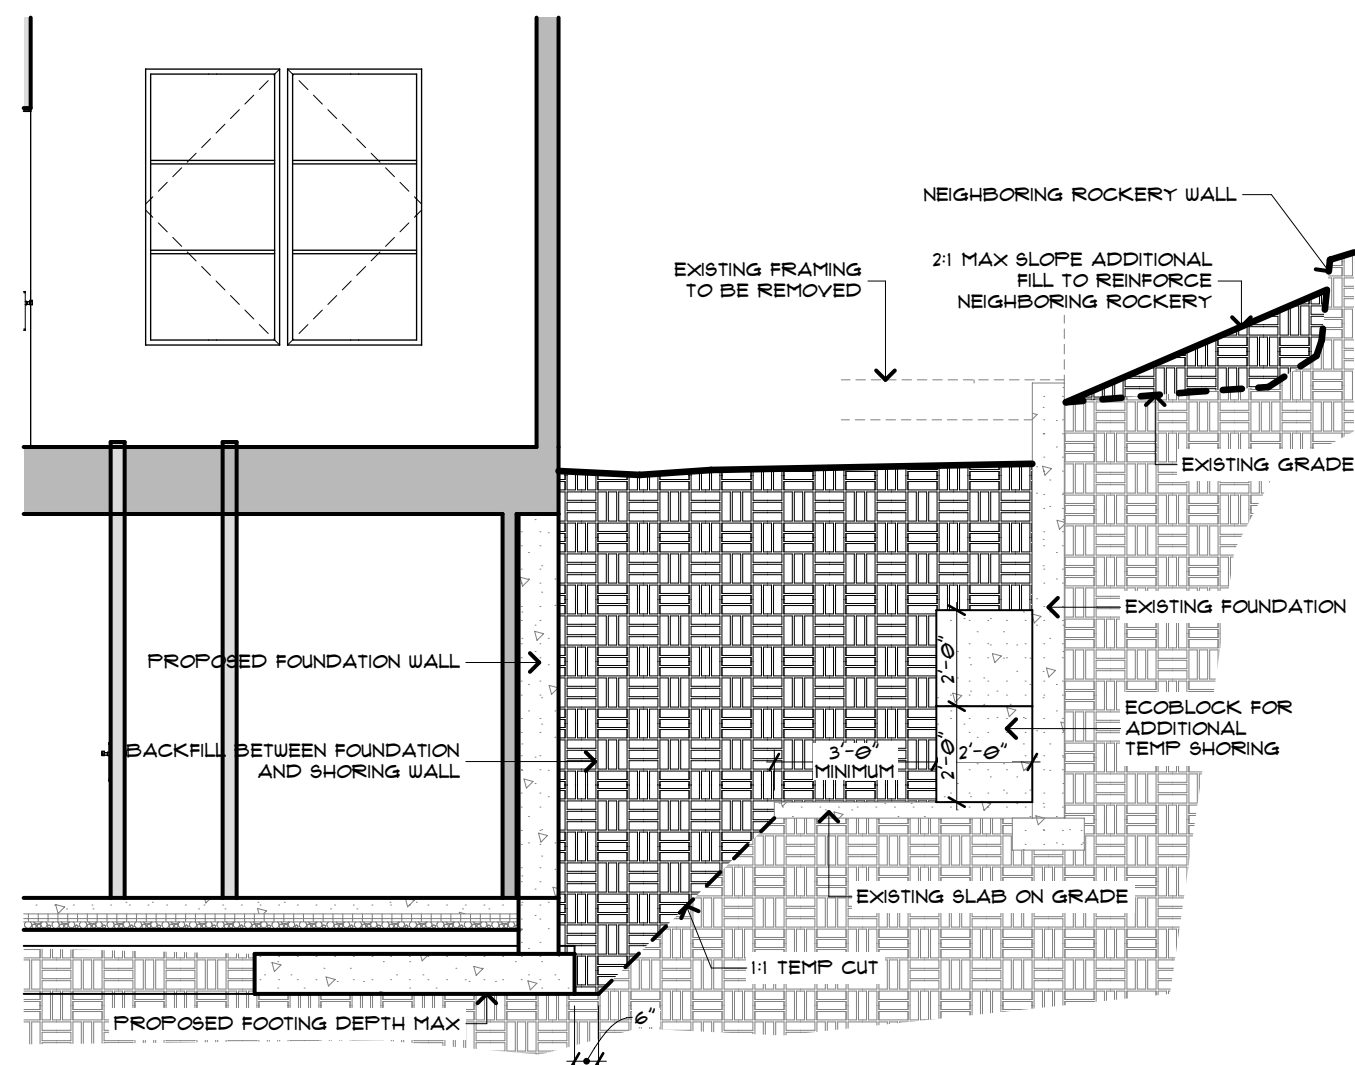 NEIGHBORING ROCKERY WALL
2:1 MAX SLOPE ADDITIONAL
FILL TO REINFORCE
NEIGHBORING ROCKERY
EXISTING FRAMING
TO BE REMOVED
EXISTING GRADE
EXISTING FOUNDATION
PROPOSED FOUNDATION WALL
2'-0"
ECOBLOCK FOR
ADDITIONAL
TEMP SHORING
BACKFILL BETWEEN FOUNDATION
AND SHORING WALL
3'-0"
MINIMUM
2'-0"
2'-0"
EXISTING SLAB ON GRADE
1:1 TEMP CUT
PROPOSED FOOTING DEPTH MAX
6"